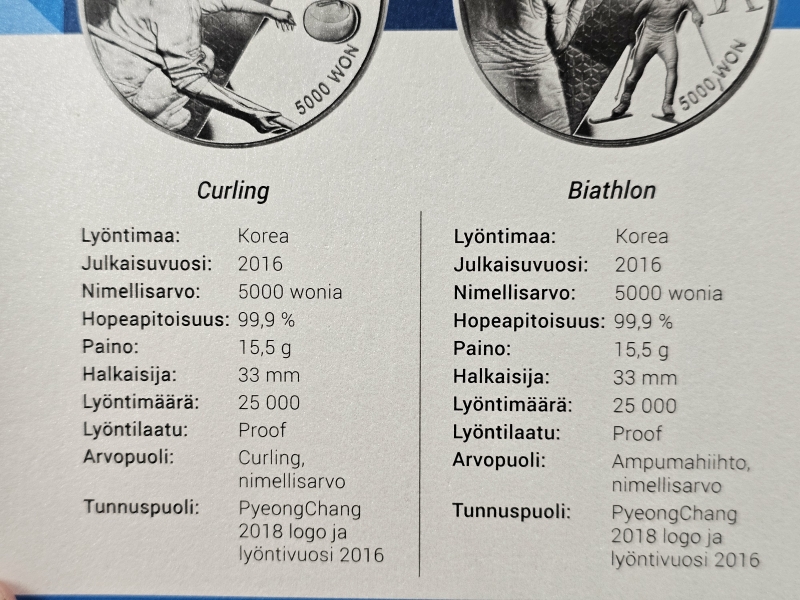 5000 WON
5000 WON
Curling
Lyöntimaa: Korea
Julkaisuvuosi: 2016
Nimellisarvo: 5000 wonia
Hopeapitoisuus: 99,9 %
Paino: 15,5 g
Halkaisija: 33 mm
Lyöntimäärä: 25 000
Lyöntilaatu: Proof
Arvopuoli: Curling,
nimellisarvo
Tunnuspuoli: PyeongChang
2018 logo ja
lyöntivuosi 2016
Biathlon
Lyöntimaa: Korea
Julkaisuvuosi: 2016
Nimellisarvo: 5000 wonia
Hopeapitoisuus: 99,9 %
Paino: 15,5 g
Halkaisija: 33 mm
Lyöntimäärä: 25 000
Lyöntilaatu: Proof
Arvopuoli: Ampumahiihto,
nimellisarvo
Tunnuspuoli: PyeongChang
2018 logo ja
lyöntivuosi 2016